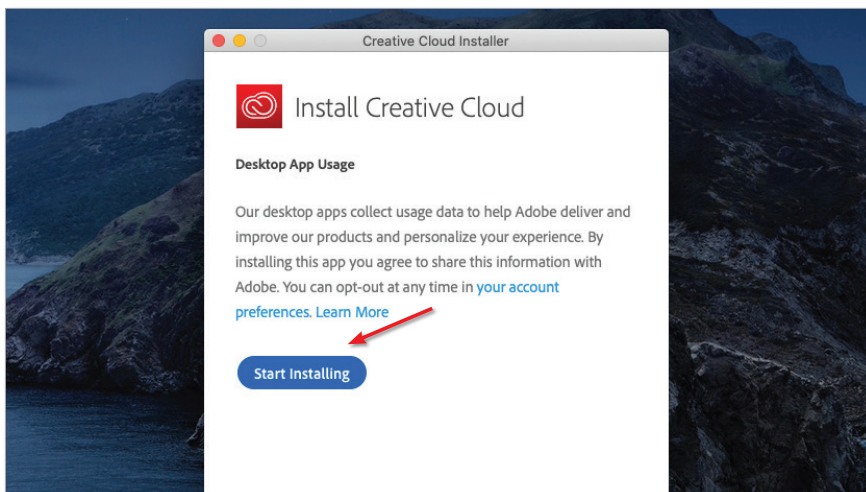 Creative Cloud Installer
Install Creative Cloud
Desktop App Usage
Our desktop apps collect usage data to help Adobe deliver and
improve our products and personalize your experience. By
installing this app you agree to share this information with
Adobe. You can opt-out at any time in your account
preferences. Learn More
Start Installing